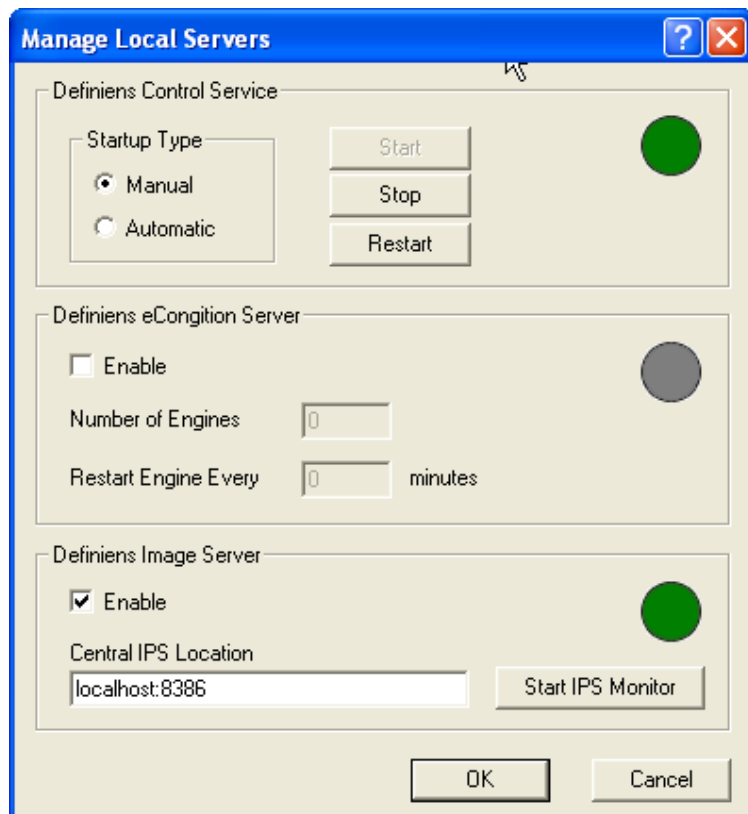 Manage Local Servers
Definiens Control Service
Startup Type
Manual
Automatic
Start
Stop
Restart
Definiens eCongition Server
Enable
Number of Engines 0
Restart Engine Every 0 minutes
Definiens Image Server
Enable
Central IPS Location
localhost:8386
Start IPS Monitor
OK
Cancel